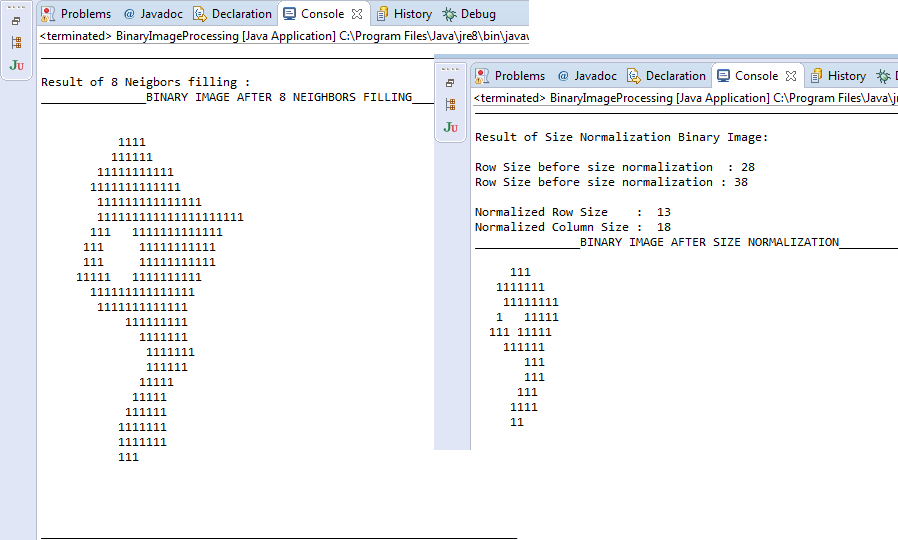 Problems @ Javadoc Declaration Console History Debug
<terminated> BinaryImageProcessing [Java Application] C:\Program Files\Java\jre8\bin\javaw
JU
Result of 8 Neigbors filling :
_______________BINARY IMAGE AFTER 8 NEIGHBORS FILLING___
           1111
          111111
        11111111111
       1111111111111
        111111111111111
        111111111111111111111
       111   1111111111111
      111     11111111111
      111     11111111111
     11111   1111111111
       111111111111111
        1111111111111
            111111111
              1111111
               1111111
               111111
              11111
             11111
            111111
           1111111
           1111111
           111
Problems @ Javadoc Declaration Console History
<terminated> BinaryImageProcessing [Java Application] C:\Program Files\Java\j
JU
Result of Size Normalization Binary Image:
Row Size before size normalization  : 28
Row Size before size normalization : 38
Normalized Row Size    :  13
Normalized Column Size :  18
_______________BINARY IMAGE AFTER SIZE NORMALIZATION_________
     111
   1111111
    11111111
   1   11111
  111 11111
    111111
       111
       111
      111
     1111
     11